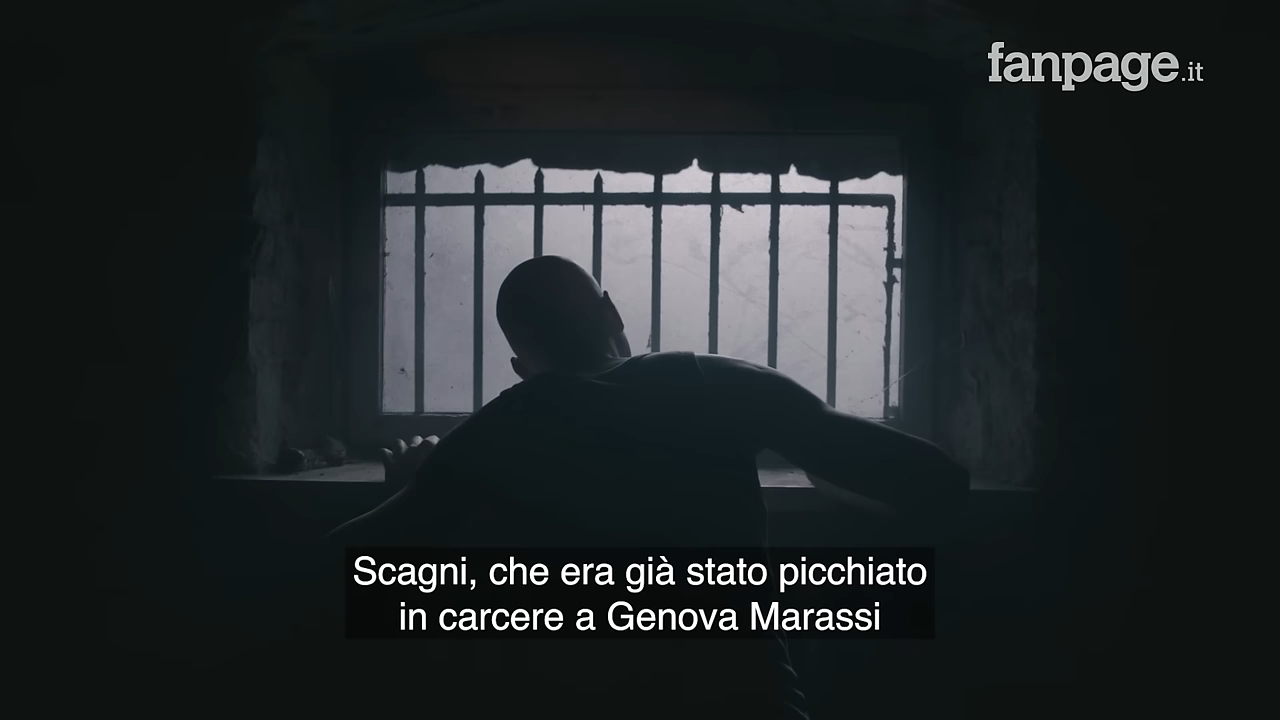 fanpage.it
Scagni, che era già stato picchiato
in carcere a Genova Marassi